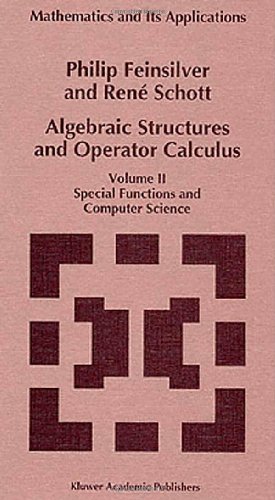 Mathematics and Its Applications
Philip Feinsilver
and René Schott
Algebraic Structures
and Operator Calculus
Volume II
Special Functions and
Computer Science
Kluwer Academic Publishers